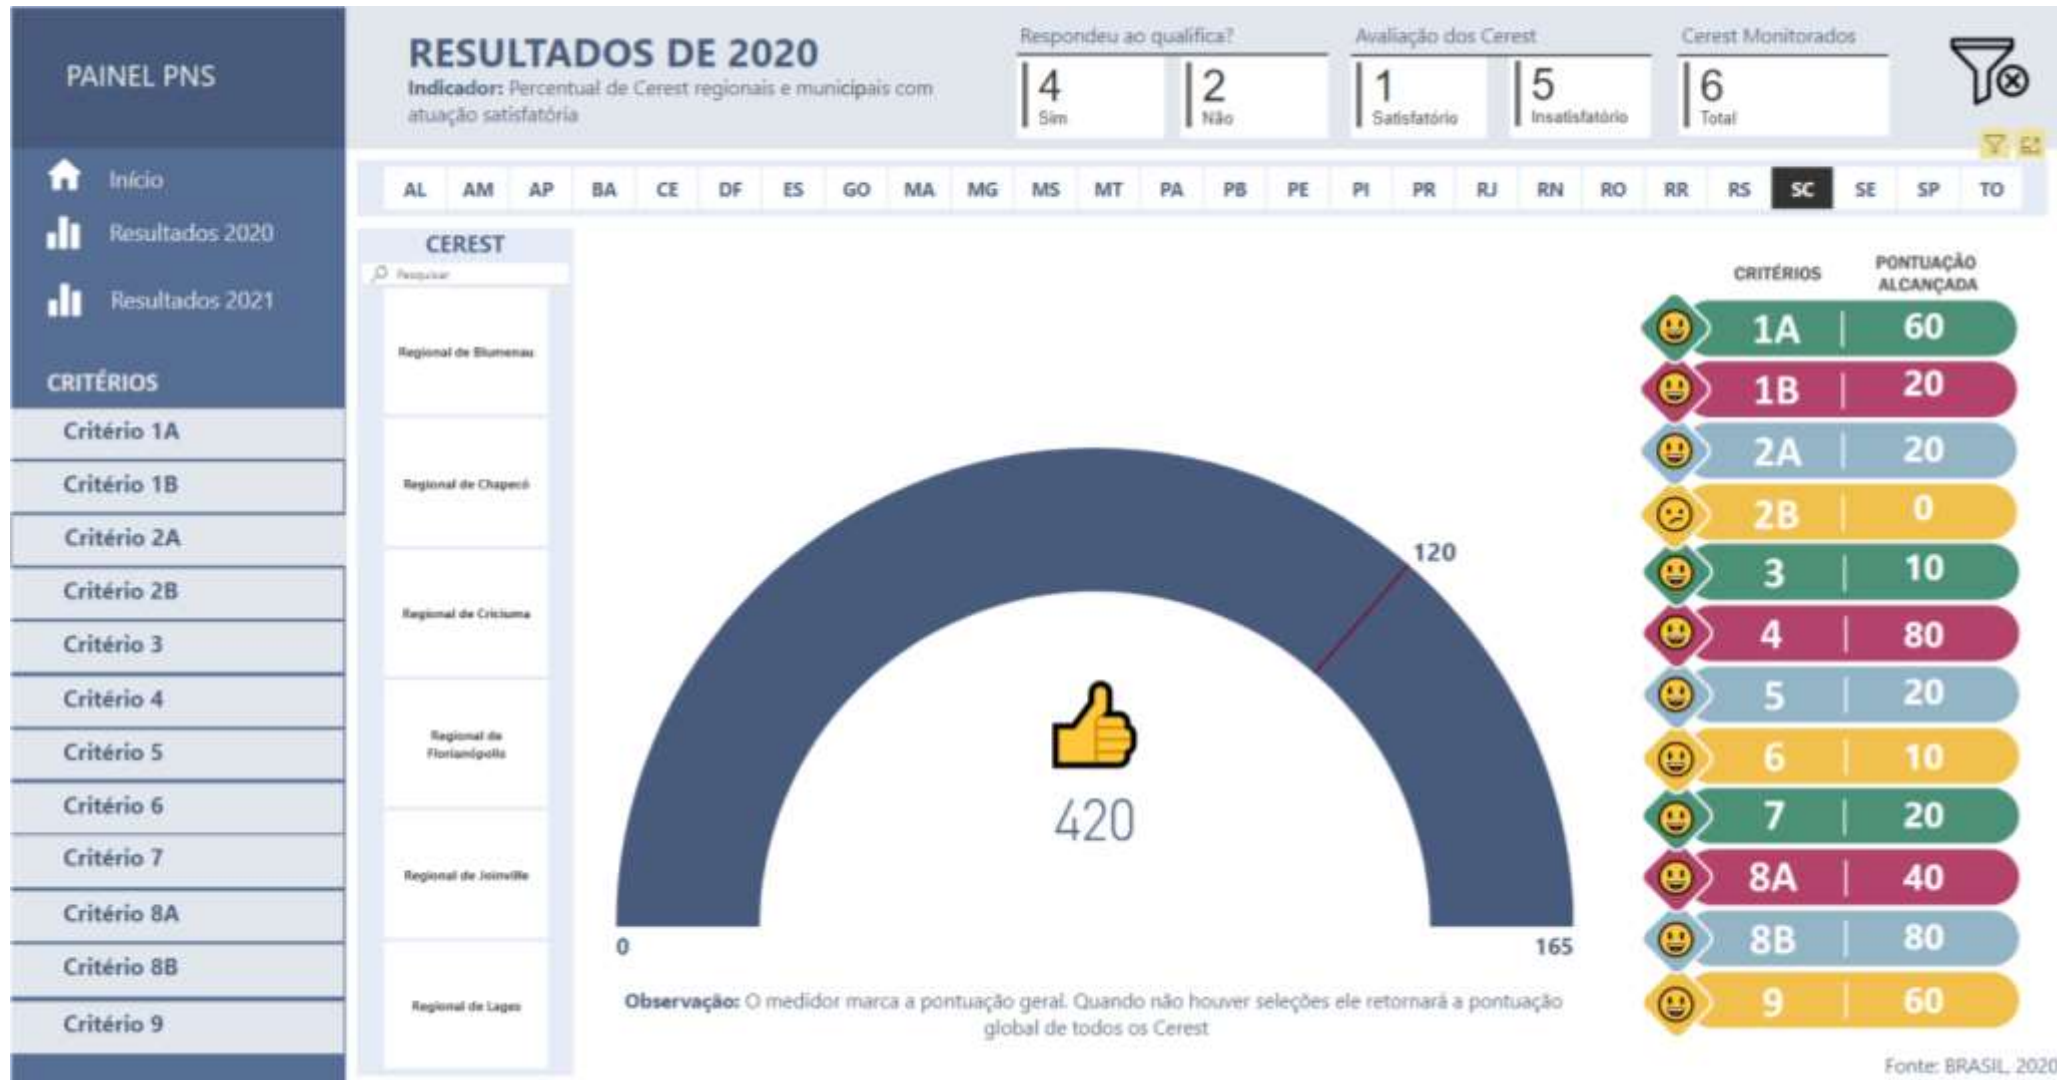 PAINEL PNS
Início
Resultados 2020
Resultados 2021
CRITÉRIOS
Critério 1A
Critério 1B
Critério 2A
Critério 2B
Critério 3
Critério 4
Critério 5
Critério 6
Critério 7
Critério 8A
Critério 8B
Critério 9
RESULTADOS DE 2020
Indicador: Percentual de Cerest regionais e municipais com
atuação satisfatória
Respondeu ao qualifica?
4
Sim
2
Não
Avaliação dos Cerest
1
Satisfatório
5
Insatisfatório
Cerest Monitorados
6
Total
AL AM AP BA CE DF ES GO MA MG MS MT PA PB PE PI PR RJ RN RO RR RS SC SE SP TO
CEREST
Pesquisar
Regional de Blumenau
Regional de Chapecó
Regional de Criciuma
Regional de
Florianópolis
Regional de Joinville
Regional de Lages
120
420
0
165
Observação: O medidor marca a pontuação geral. Quando não houver seleções ele retornará a pontuação
global de todos os Cerest
CRITÉRIOS
PONTUAÇÃO
ALCANÇADA
1A | 60
1B | 20
2A | 20
2B | 0
3 | 10
4 | 80
5 | 20
6 | 10
7 | 20
8A | 40
8B | 80
9 | 60
Fonte: BRASIL, 2020